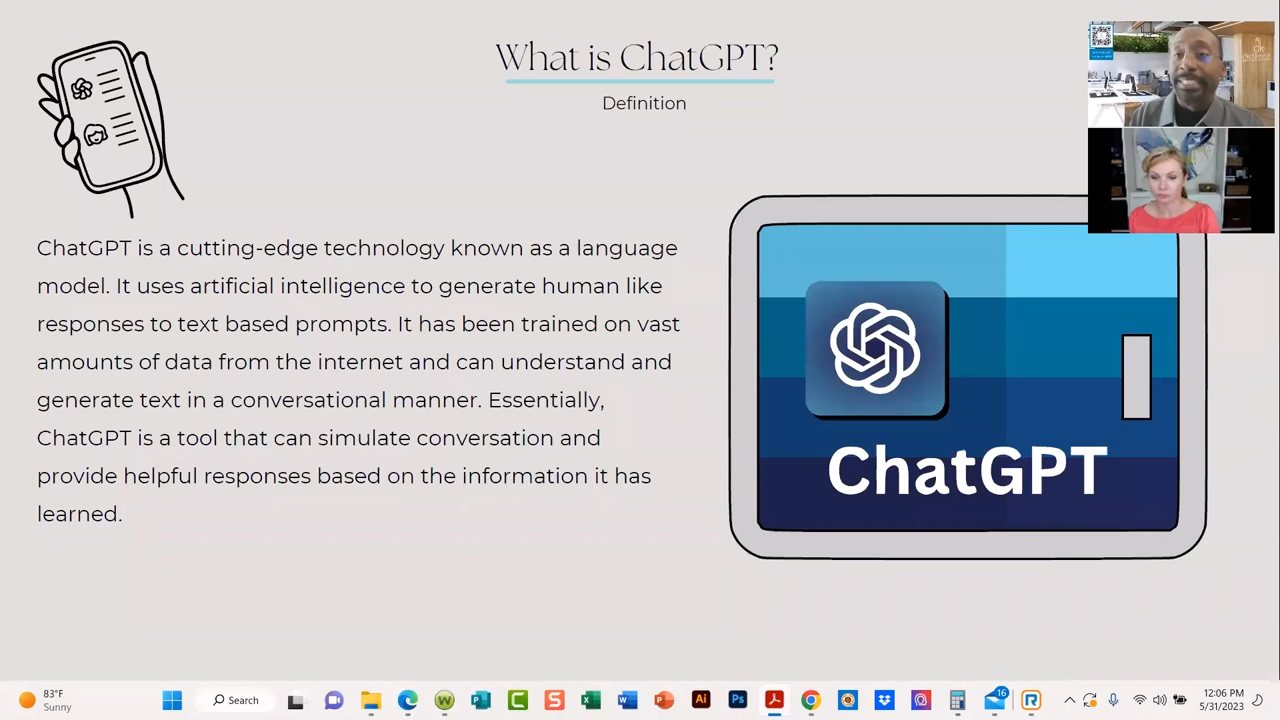 What is ChatGPT?
Definition
ChatGPT is a cutting-edge technology known as a language
model. It uses artificial intelligence to generate human like
responses to text based prompts. It has been trained on vast
amounts of data from the internet and can understand and
generate text in a conversational manner. Essentially,
ChatGPT is a tool that can simulate conversation and
provide helpful responses based on the information it has
learned.
ChatGPT
83°F
Sunny
Search
S
X
W
P
Ai
Ps
16
R
12:06 PM
5/31/2023